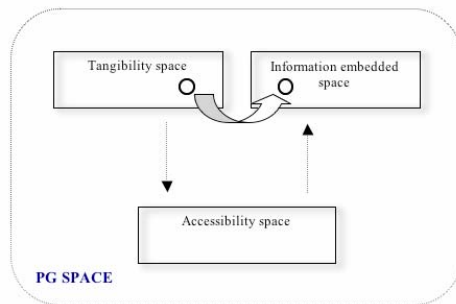 Tangibility space
Information embedded
space
Accessibility space
PG SPACE